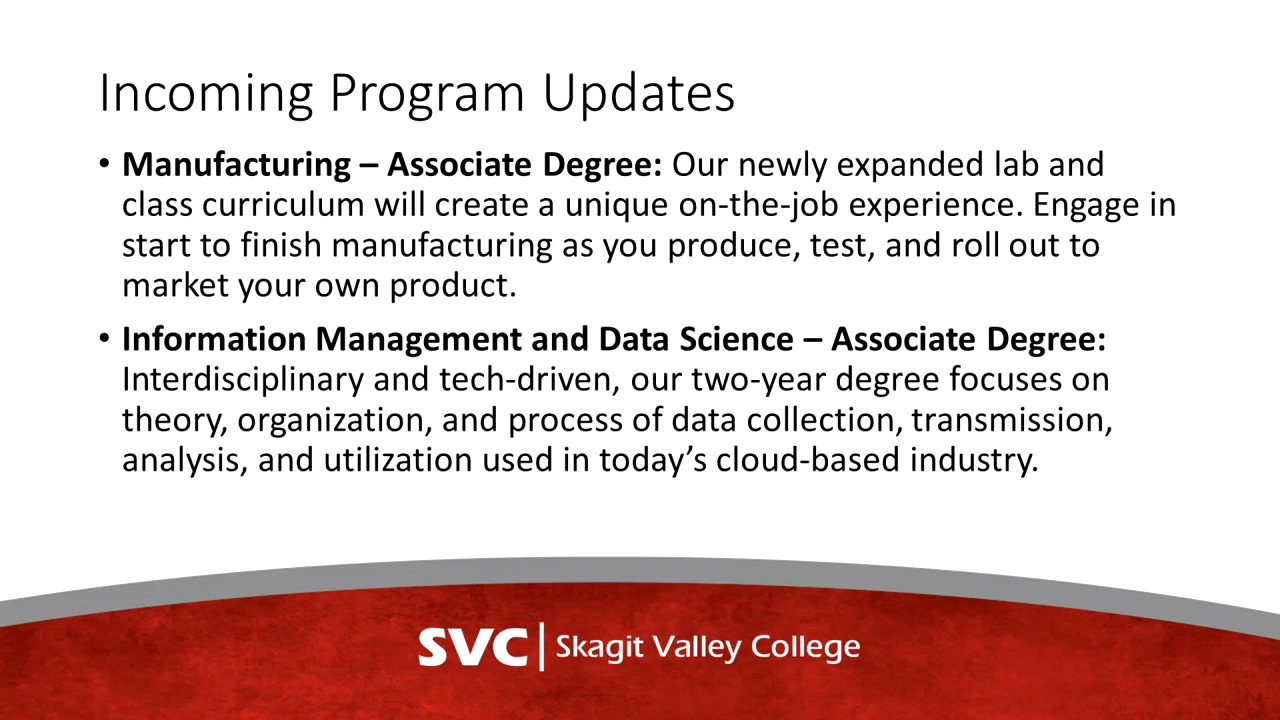 Incoming Program Updates
• Manufacturing – Associate Degree: Our newly expanded lab and
class curriculum will create a unique on-the-job experience. Engage in
start to finish manufacturing as you produce, test, and roll out to
market your own product.
• Information Management and Data Science – Associate Degree:
Interdisciplinary and tech-driven, our two-year degree focuses on
theory, organization, and process of data collection, transmission,
analysis, and utilization used in today’s cloud-based industry.
SVC | Skagit Valley College